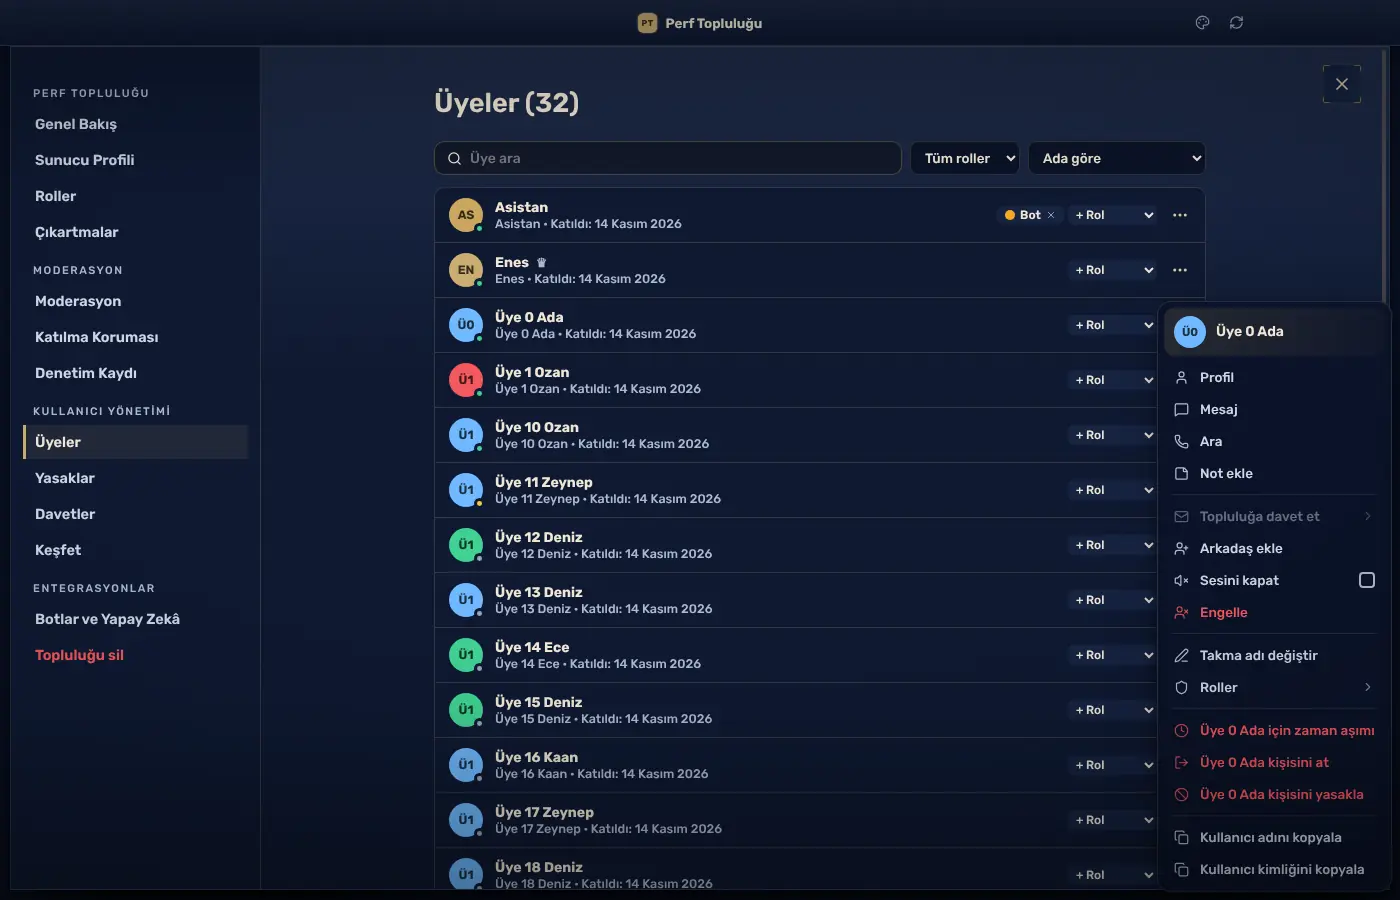 PT Perf Topluluğu
PERF TOPLULUĞU
Genel Bakış
Sunucu Profili
Roller
Çıkartmalar
MODERASYON
Moderasyon
Katılma Koruması
Denetim Kaydı
KULLANICI YÖNETİMİ
Üyeler
Yasaklar
Davetler
Keşfet
ENTEGRASYONLAR
Botlar ve Yapay Zekâ
Topluluğu sil
Üyeler (32)
Üye ara
Tüm roller
Ada göre
AS Asistan
Asistan • Katıldı: 14 Kasım 2026
Bot × + Rol
EN Enes
Enes • Katıldı: 14 Kasım 2026
+ Rol
Ü0 Üye 0 Ada
Üye 0 Ada • Katıldı: 14 Kasım 2026
+ Rol
Ü1 Üye 1 Ozan
Üye 1 Ozan • Katıldı: 14 Kasım 2026
+ Rol
Ü1 Üye 10 Ozan
Üye 10 Ozan • Katıldı: 14 Kasım 2026
+ Rol
Ü1 Üye 11 Zeynep
Üye 11 Zeynep • Katıldı: 14 Kasım 2026
+ Rol
Ü1 Üye 12 Deniz
Üye 12 Deniz • Katıldı: 14 Kasım 2026
+ Rol
Ü1 Üye 13 Deniz
Üye 13 Deniz • Katıldı: 14 Kasım 2026
+ Rol
Ü1 Üye 14 Ece
Üye 14 Ece • Katıldı: 14 Kasım 2026
+ Rol
Ü1 Üye 15 Deniz
Üye 15 Deniz • Katıldı: 14 Kasım 2026
+ Rol
Ü1 Üye 16 Kaan
Üye 16 Kaan • Katıldı: 14 Kasım 2026
+ Rol
Ü1 Üye 17 Zeynep
Üye 17 Zeynep • Katıldı: 14 Kasım 2026
+ Rol
Ü1 Üye 18 Deniz
Üye 18 Deniz • Katıldı: 14 Kasım 2026
+ Rol
Ü0 Üye 0 Ada
Profil
Mesaj
Ara
Not ekle
Topluluğa davet et
Arkadaş ekle
Sesini kapat
Engelle
Takma adı değiştir
Roller
Üye 0 Ada için zaman aşımı
Üye 0 Ada kişisini at
Üye 0 Ada kişisini yasakla
Kullanıcı adını kopyala
Kullanıcı kimliğini kopyala